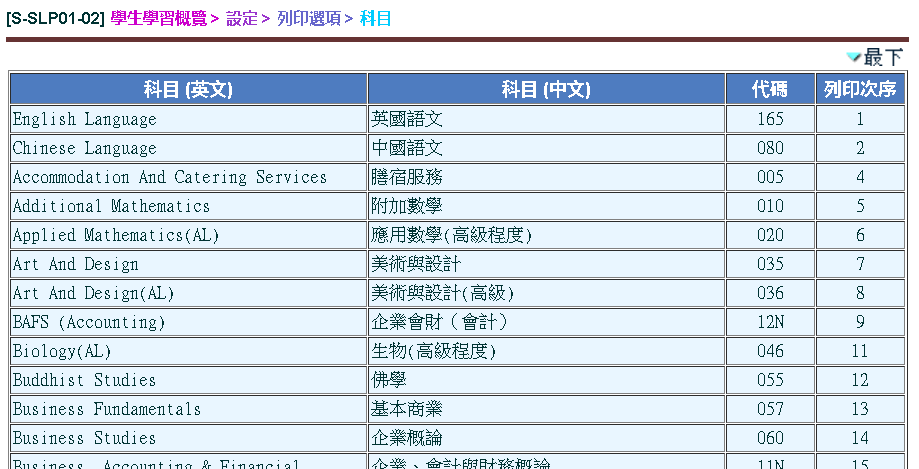 [S-SLP01-02] 學生學習概覽 > 設定 > 列印選項 > 科目
最下
科目 (英文) 科目 (中文) 代碼 列印次序
English Language 英國語文 165 1
Chinese Language 中國語文 080 2
Accommodation And Catering Services 膳宿服務 005 4
Additional Mathematics 附加數學 010 5
Applied Mathematics(AL) 應用數學(高級程度) 020 6
Art And Design 美術與設計 035 7
Art And Design(AL) 美術與設計(高級) 036 8
BAFS (Accounting) 企業會財（會計） 12N 9
Biology(AL) 生物(高級程度) 046 11
Buddhist Studies 佛學 055 12
Business Fundamentals 基本商業 057 13
Business Studies 企業概論 060 14
Business, Accounting & Financial 企業、會計與財務概論 11N 15